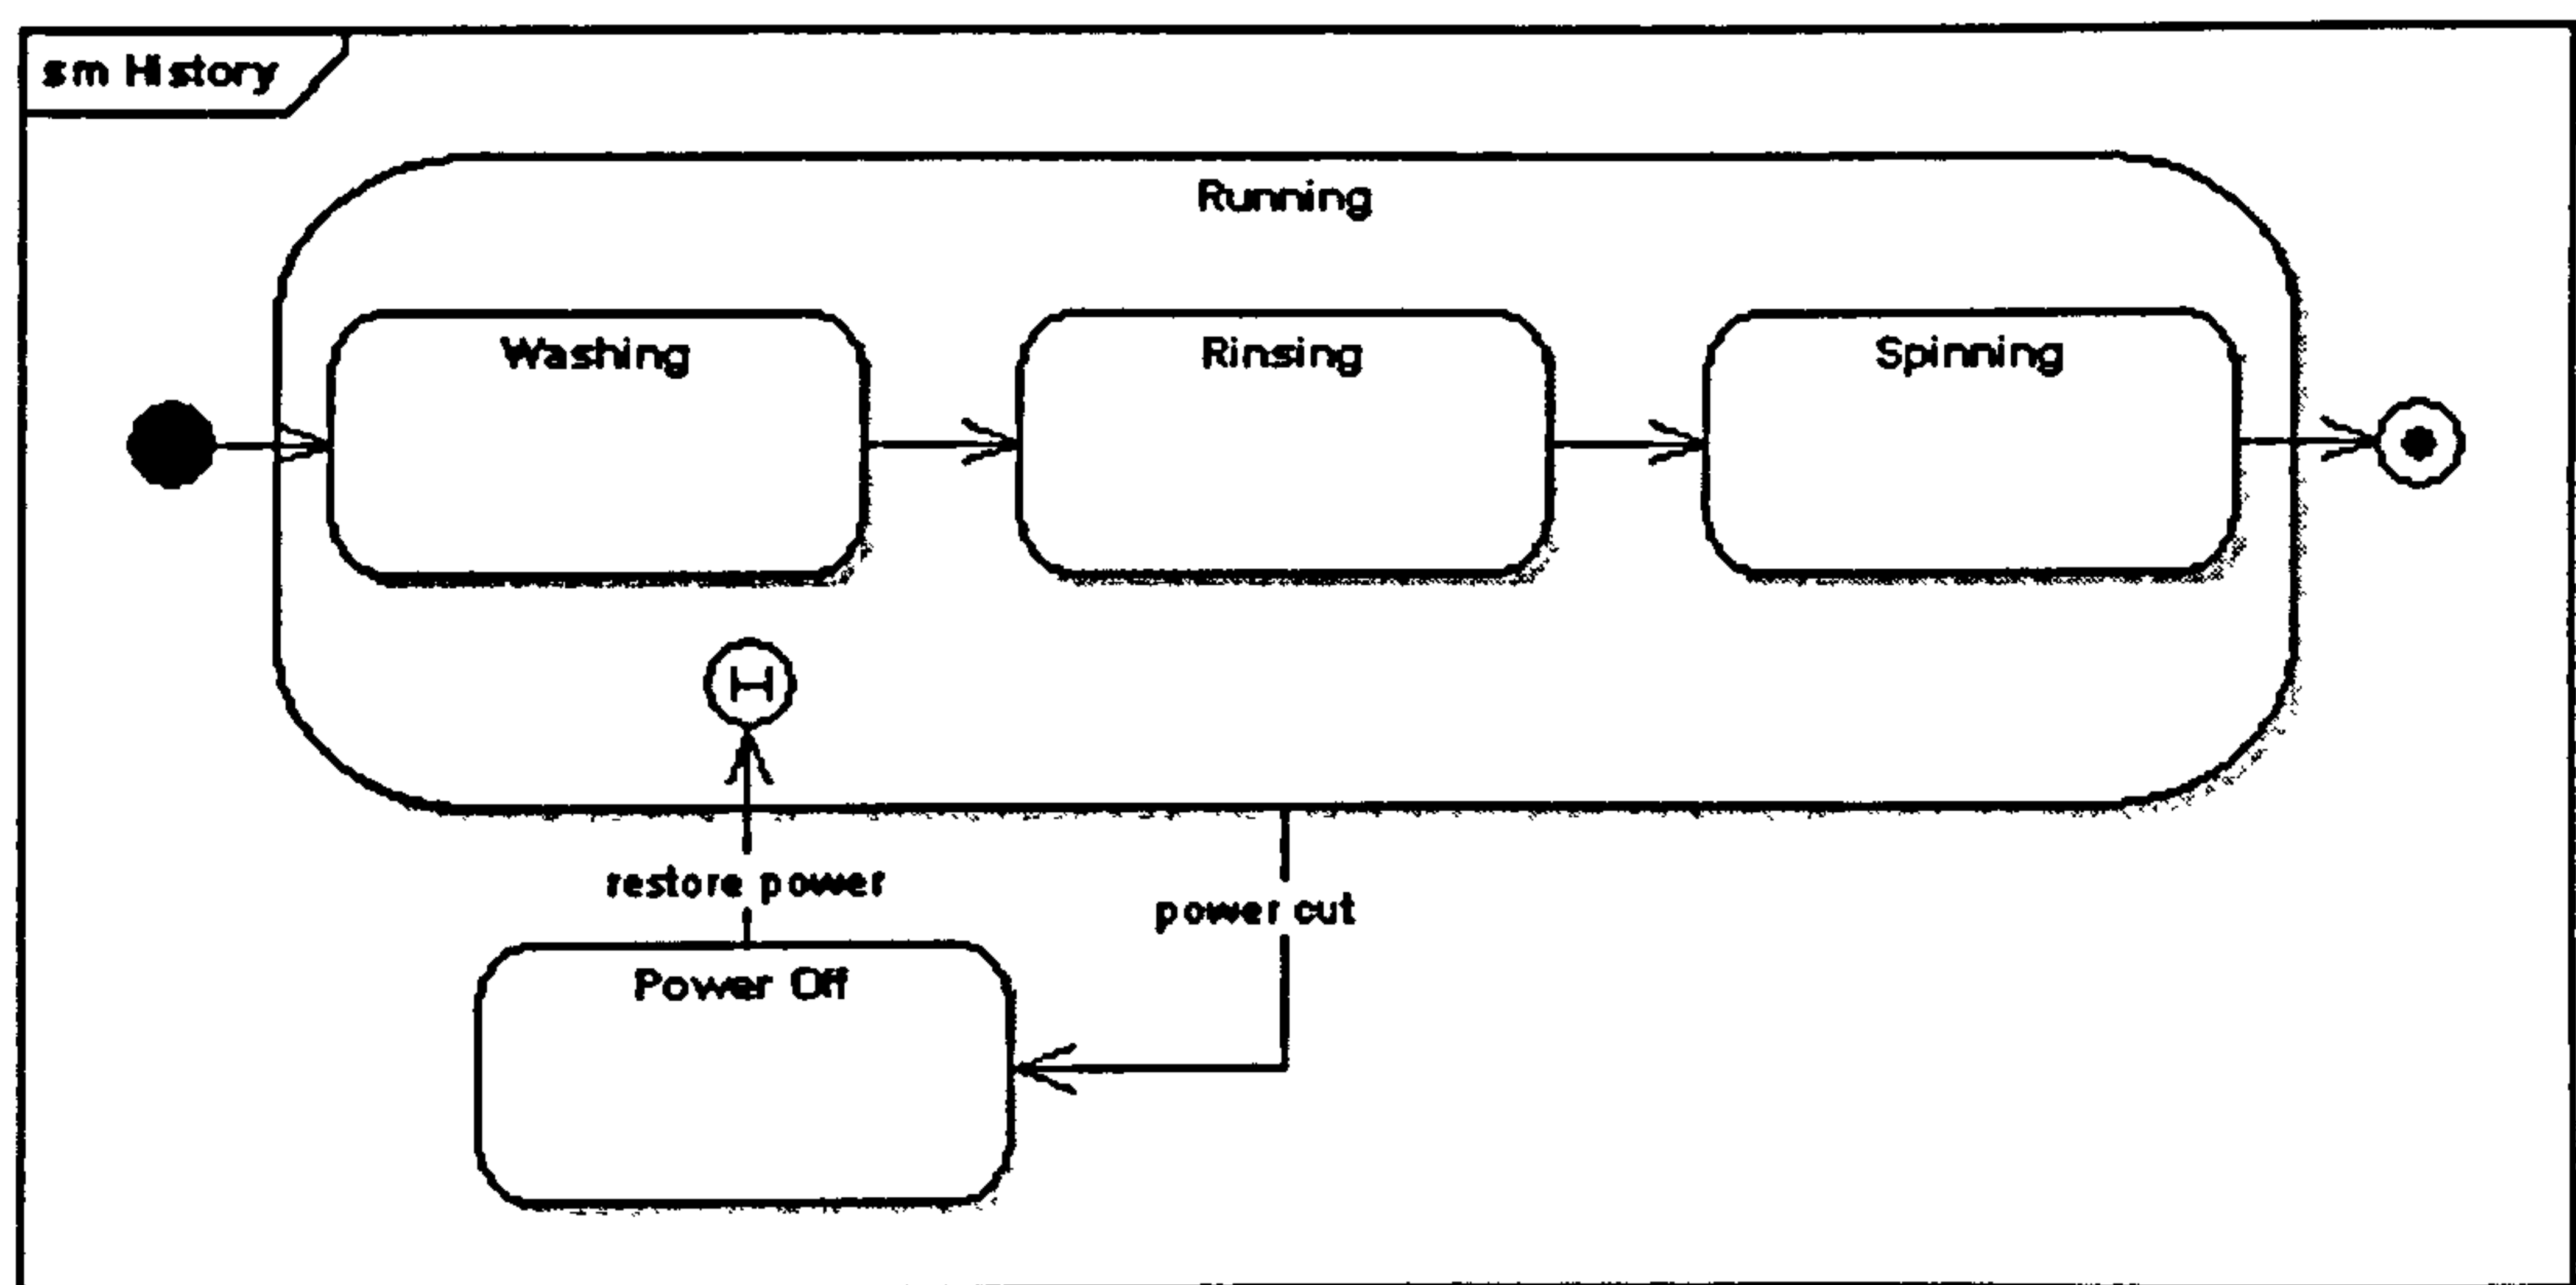 sm History
Running
Washing
Rinsing
Spinning
H
restore power
power cut
Power Off